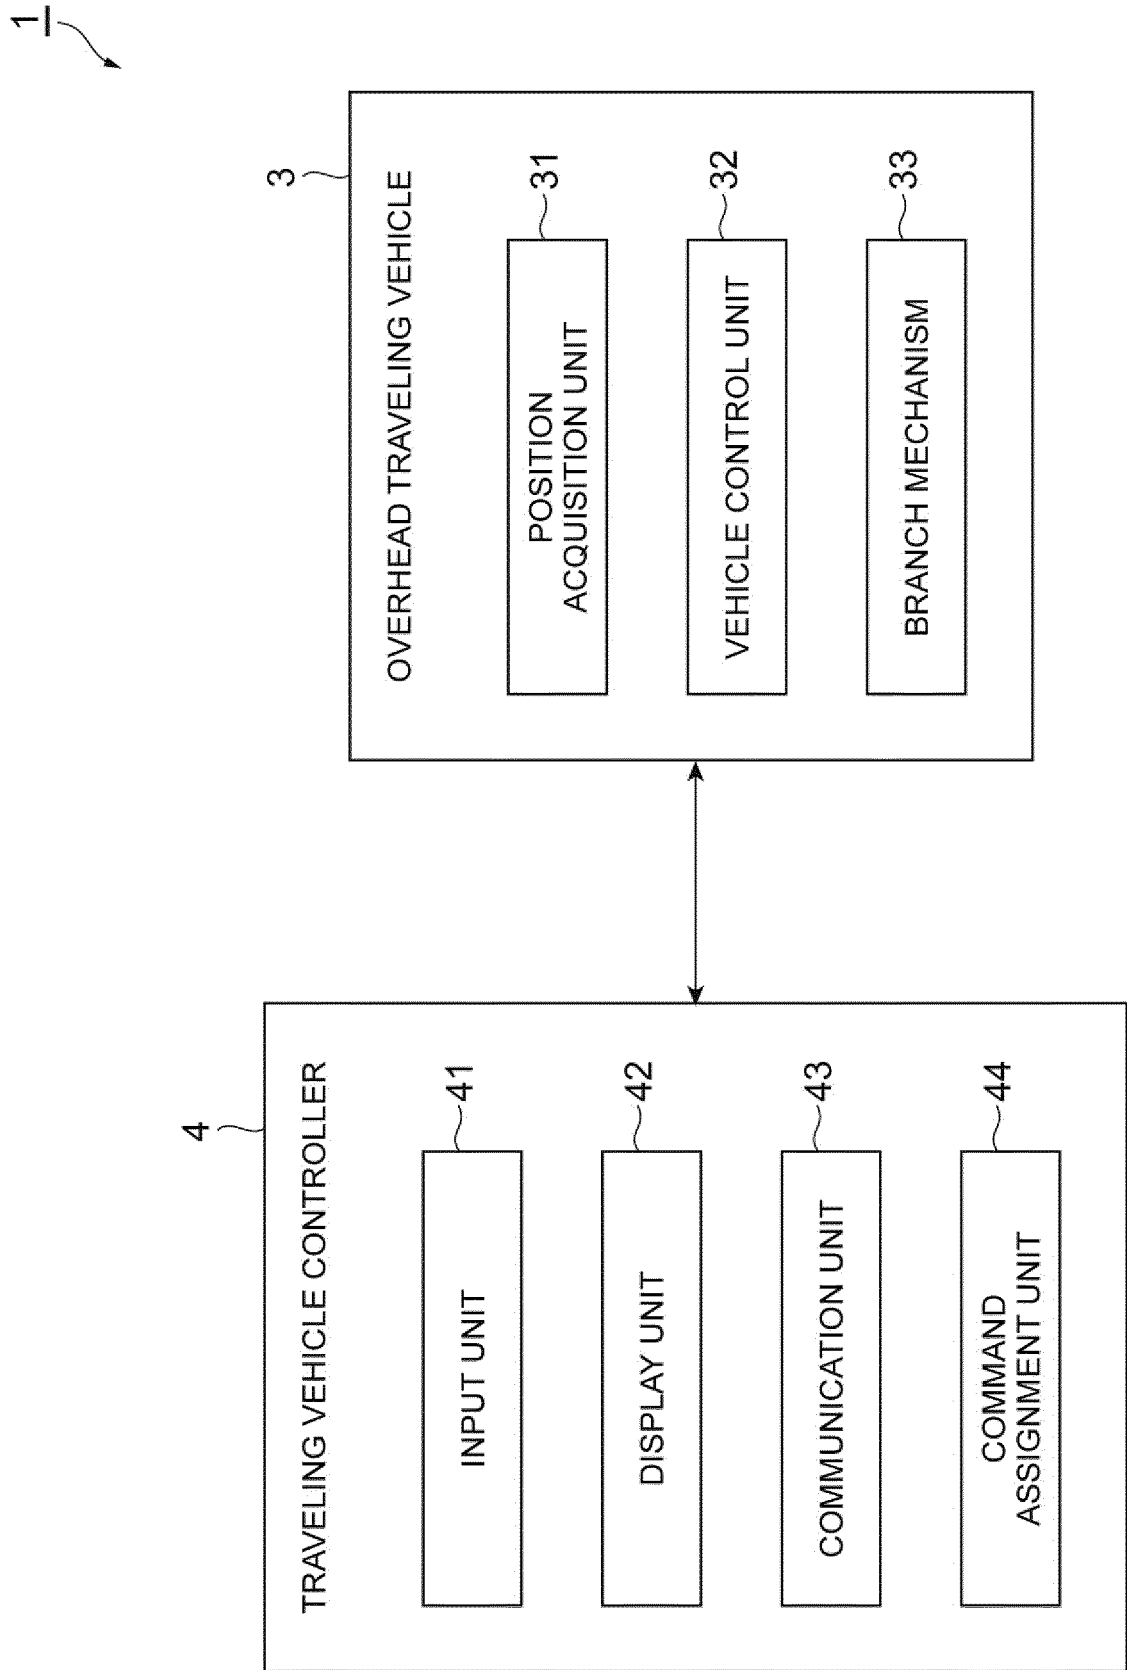 1
4
TRAVELING VEHICLE CONTROLLER
INPUT UNIT
41
DISPLAY UNIT
42
COMMUNICATION UNIT
43
COMMAND
ASSIGNMENT UNIT
44
3
OVERHEAD TRAVELING VEHICLE
POSITION
ACQUISITION UNIT
31
VEHICLE CONTROL UNIT
32
BRANCH MECHANISM
33